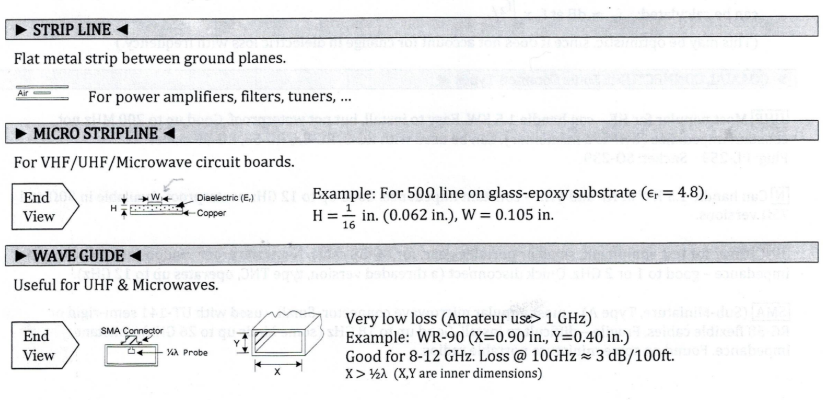 ► STRIP LINE ◄
Flat metal strip between ground planes.
Air
For power amplifiers, filters, tuners, ...
► MICRO STRIPLINE ◄
For VHF/UHF/Microwave circuit boards.
End
View
W
H
Dialectric (Eᵣ)
Copper
Example: For 50Ω line on glass-epoxy substrate (ϵᵣ = 4.8),
H = 1/16 in. (0.062 in.), W = 0.105 in.
► WAVE GUIDE ◄
Useful for UHF & Microwaves.
End
View
SMA Connector
¼λ Probe
Y
X
Very low loss (Amateur use> 1 GHz)
Example: WR-90 (X=0.90 in., Y=0.40 in.)
Good for 8-12 GHz. Loss @ 10GHz ≈ 3 dB/100ft.
X > ½λ (X,Y are inner dimensions)